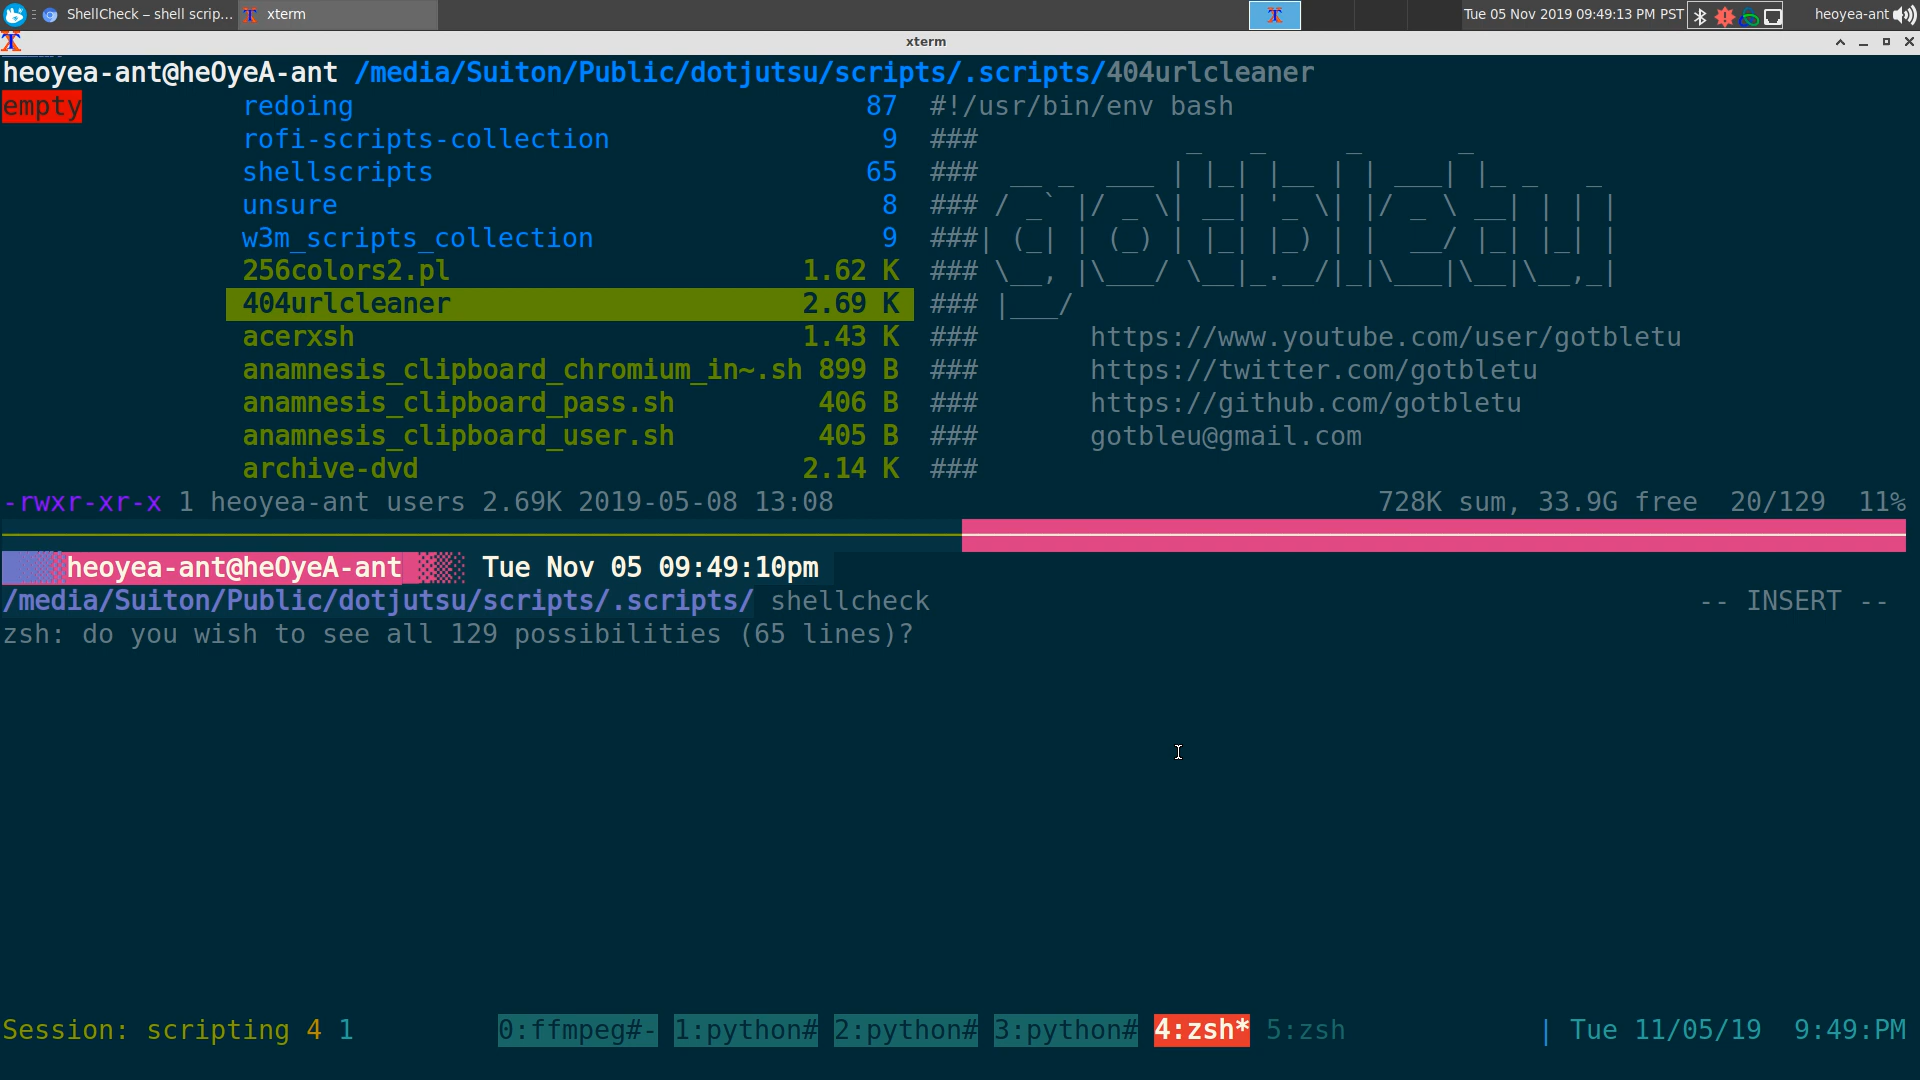 ShellCheck – shell scrip... xterm Tue 05 Nov 2019 09:49:13 PM PST heoyea-ant
xterm
heoyea-ant@heOyeA-ant /media/Suiton/Public/dotjutsu/scripts/.scripts/404urlcleaner
empty redoing 87 #!/usr/bin/env bash
rofi-scripts-collection 9 ###
shellscripts 65 ###
unsure 8 ###
w3m_scripts_collection 9 ###
256colors2.pl 1.62 K ###
404urlcleaner 2.69 K ###
acerxsh 1.43 K ### https://www.youtube.com/user/gotbletu
anamnesis_clipboard_chromium_in~.sh 899 B ### https://twitter.com/gotbletu
anamnesis_clipboard_pass.sh 406 B ### https://github.com/gotbletu
anamnesis_clipboard_user.sh 405 B ### gotbleu@gmail.com
archive-dvd 2.14 K ###
-rwxr-xr-x 1 heoyea-ant users 2.69K 2019-05-08 13:08 728K sum, 33.9G free 20/129 11%
heoyea-ant@heOyeA-ant Tue Nov 05 09:49:10pm
/media/Suiton/Public/dotjutsu/scripts/.scripts/ shellcheck -- INSERT --
zsh: do you wish to see all 129 possibilities (65 lines)?
Session: scripting 4 1 0:ffmpeg#- 1:python# 2:python# 3:python# 4:zsh* 5:zsh | Tue 11/05/19 9:49:PM